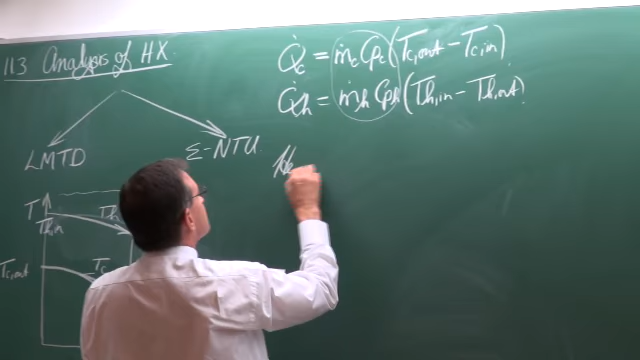 11.3 Analysis of HX
Q̇c = ṁc Cpc (Tc,out − Tc,in)
Q̇h = ṁh Cph (Th,in − Th,out)
LMTD
Σ-NTU
He
T
Th
Th,in
Tc,out
Tc